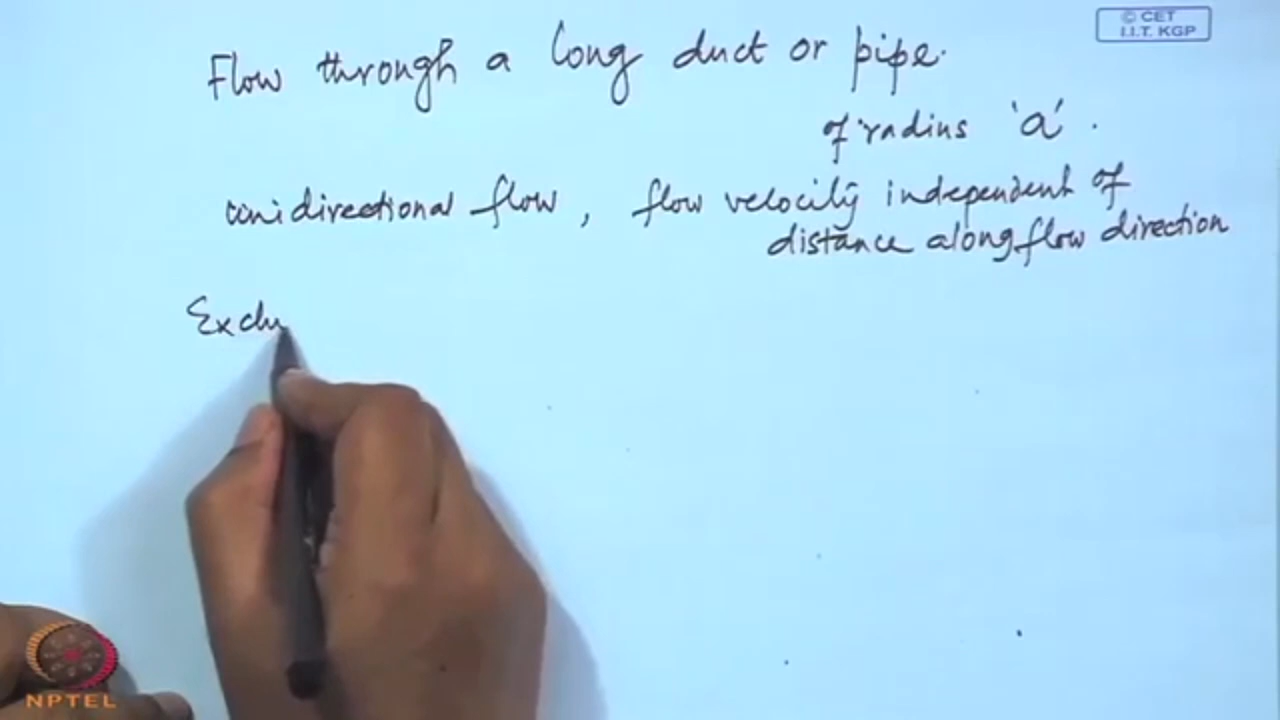 © CET
I.I.T. KGP
Flow through a long duct or pipe.
of radius 'a'.
unidirectional flow, flow velocity independent of
distance along flow direction
Exclu
NPTEL